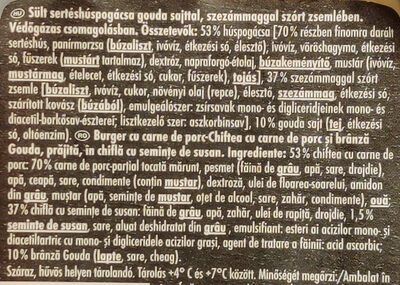 HU Sült sertéshúspogácsa gouda sajttal, szezámmaggal szórt zsemlében.
Védőgázas csomagolásban. Összetevők: 53% húspogácsa [70% részben finomra darált
sertéshús, panírmorzsa (búzaliszt, ivóvíz, étkezési só, élesztő), ivóvíz, vöröshagyma, étkezési
só, fűszerek (mustárt tartalmaz), dextróz, napraforgó-étolaj, búzakeményítő, mustár (ivóvíz,
mustármag, ételecet, étkezési só, cukor, fűszerek), tojás], 37% szezámmaggal szórt
zsemle [búzaliszt, ivóvíz, cukor, növényi olaj (repce), élesztő, szezámmag, étkezési só,
szárított kovász (búzából), emulgeálószer: zsírsavak mono- és digliceridjeinek mono- és
diacetil-borkősav-észterei; lisztkezelő szer: aszkorbinsav], 10% gouda sajt (tej, étkezési
só, oltóenzim). RO Burger cu carne de porc-Chiftea cu carne de porc și brânză
Gouda, prăjită, în chiflă cu semințe de susan. Ingrediente: 53% chiftea cu carne de
porc: 70% carne de porc-parțial tocată mărunt, pesmet (făină de grâu, apă, sare, drojdie),
apă, ceapă, sare, condimente (conțin muștar), dextroză, ulei de floarea-soarelui, amidon
din grâu, muștar (apă, semințe de muștar, oțet de alcool, sare, zahăr, condimente), ouă;
37% chiflă cu semințe de susan: făină de grâu, apă, zahăr, ulei de rapiță, drojdie, 1,5%
semințe de susan, sare, aluat deshidratat din grâu, emulsifiant: esteri ai acizilor mono- și
diacetiltartric cu mono- și digliceridele acizilor grași, agent de tratare a făinii: acid ascorbic;
10% brânză Gouda (lapte, sare, cheag).
Száraz, hűvös helyen tárolandó. Tárolás +4°C és +7°C között. Minőségét megőrzi:/Ambalat în